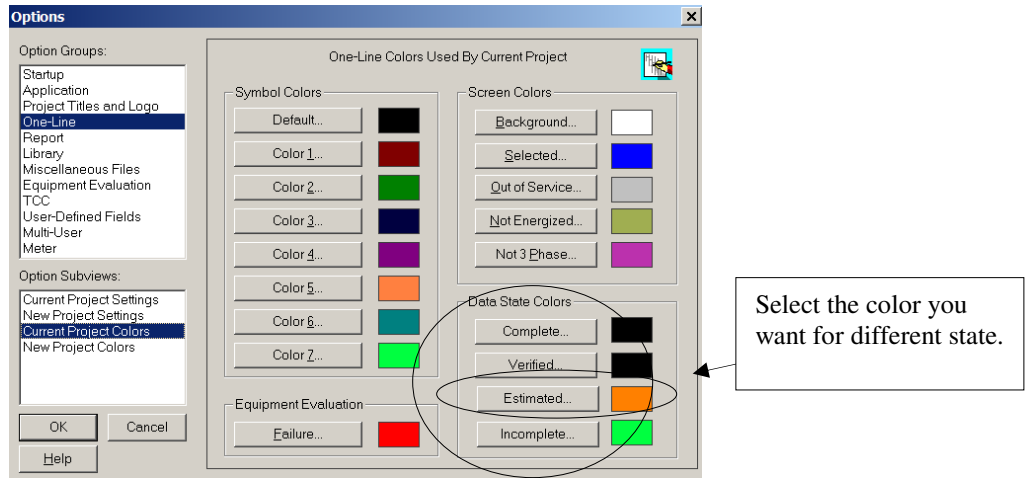 Options
Option Groups:
Startup
Application
Project Titles and Logo
One-Line
Report
Library
Miscellaneous Files
Equipment Evaluation
TCC
User-Defined Fields
Multi-User
Meter
Option Subviews:
Current Project Settings
New Project Settings
Current Project Colors
New Project Colors
OK
Cancel
Help
One-Line Colors Used By Current Project
Symbol Colors
Default...
Color 1...
Color 2...
Color 3...
Color 4...
Color 5...
Color 6...
Color 7...
Equipment Evaluation
Failure...
Screen Colors
Background...
Selected...
Out of Service...
Not Energized...
Not 3 Phase...
Data State Colors
Complete...
Verified...
Estimated...
Incomplete...
Select the color you
want for different state.